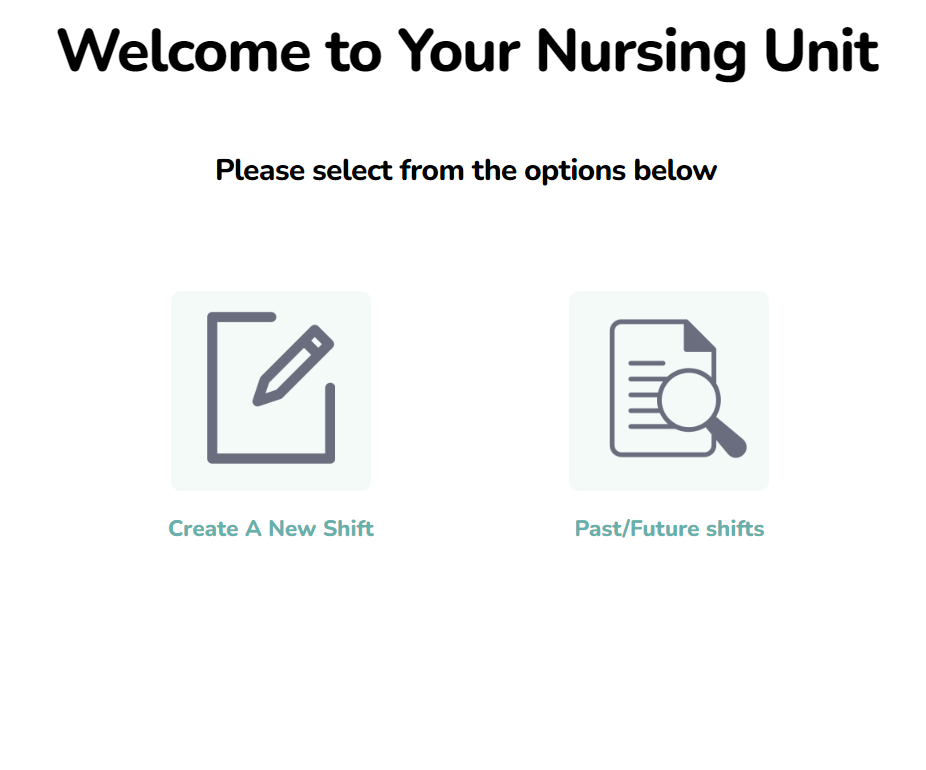 Welcome to Your Nursing Unit
Please select from the options below
Create A New Shift
Past/Future shifts